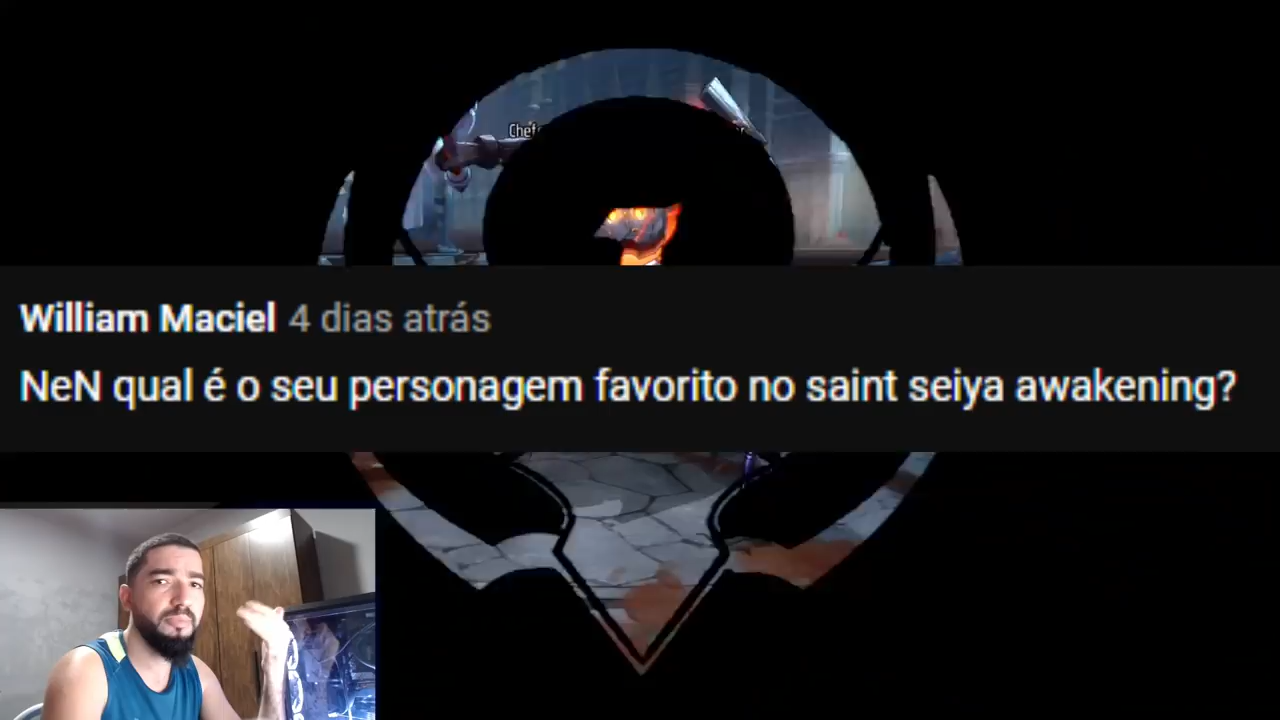 William Maciel 4 dias atrás
NeN qual é o seu personagem favorito no saint seiya awakening?